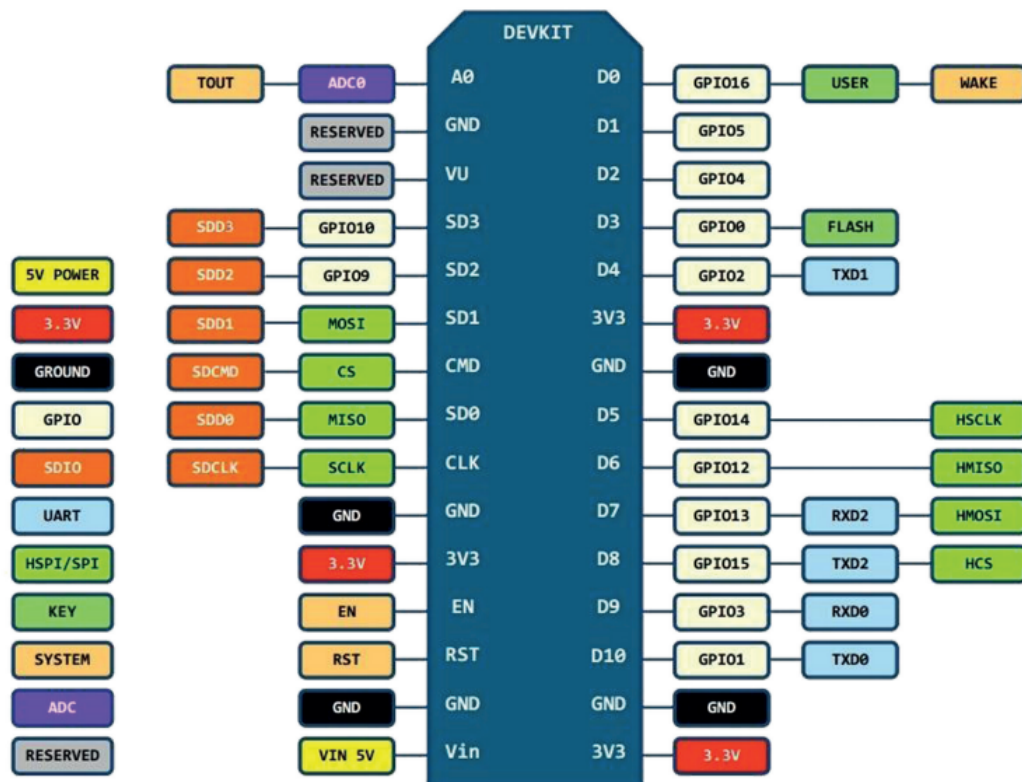 DEVKIT
TOUT ADC0 A0 D0 GPIO16 USER WAKE
RESERVED GND D1 GPIO5
RESERVED VU D2 GPIO4
SDD3 GPIO10 SD3 D3 GPIO0 FLASH
5V POWER SDD2 GPIO9 SD2 D4 GPIO2 TXD1
3.3V SDD1 MOSI SD1 3V3 3.3V
GROUND SDCMD CS CMD GND GND
GPIO SDD0 MISO SD0 D5 GPIO14 HSCLK
SDIO SDCLK SCLK CLK D6 GPIO12 HMISO
UART GND GND D7 GPIO13 RXD2 HMOSI
HSPI/SPI 3.3V 3V3 D8 GPIO15 TXD2 HCS
KEY EN EN D9 GPIO3 RXD0
SYSTEM RST RST D10 GPIO1 TXD0
ADC GND GND GND GND
RESERVED VIN 5V Vin 3V3 3.3V